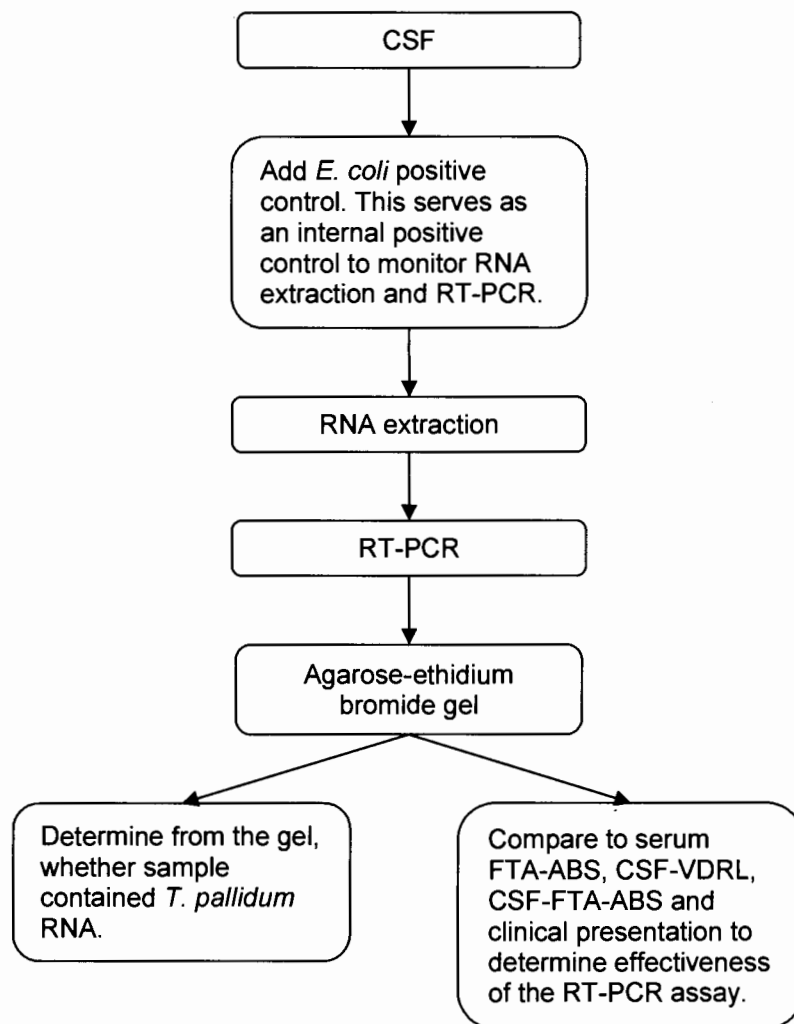 CSF
Add E. coli positive
control. This serves as
an internal positive
control to monitor RNA
extraction and RT-PCR.
RNA extraction
RT-PCR
Agarose-ethidium
bromide gel
Determine from the gel,
whether sample
contained T. pallidum
RNA.
Compare to serum
FTA-ABS, CSF-VDRL,
CSF-FTA-ABS and
clinical presentation to
determine effectiveness
of the RT-PCR assay.